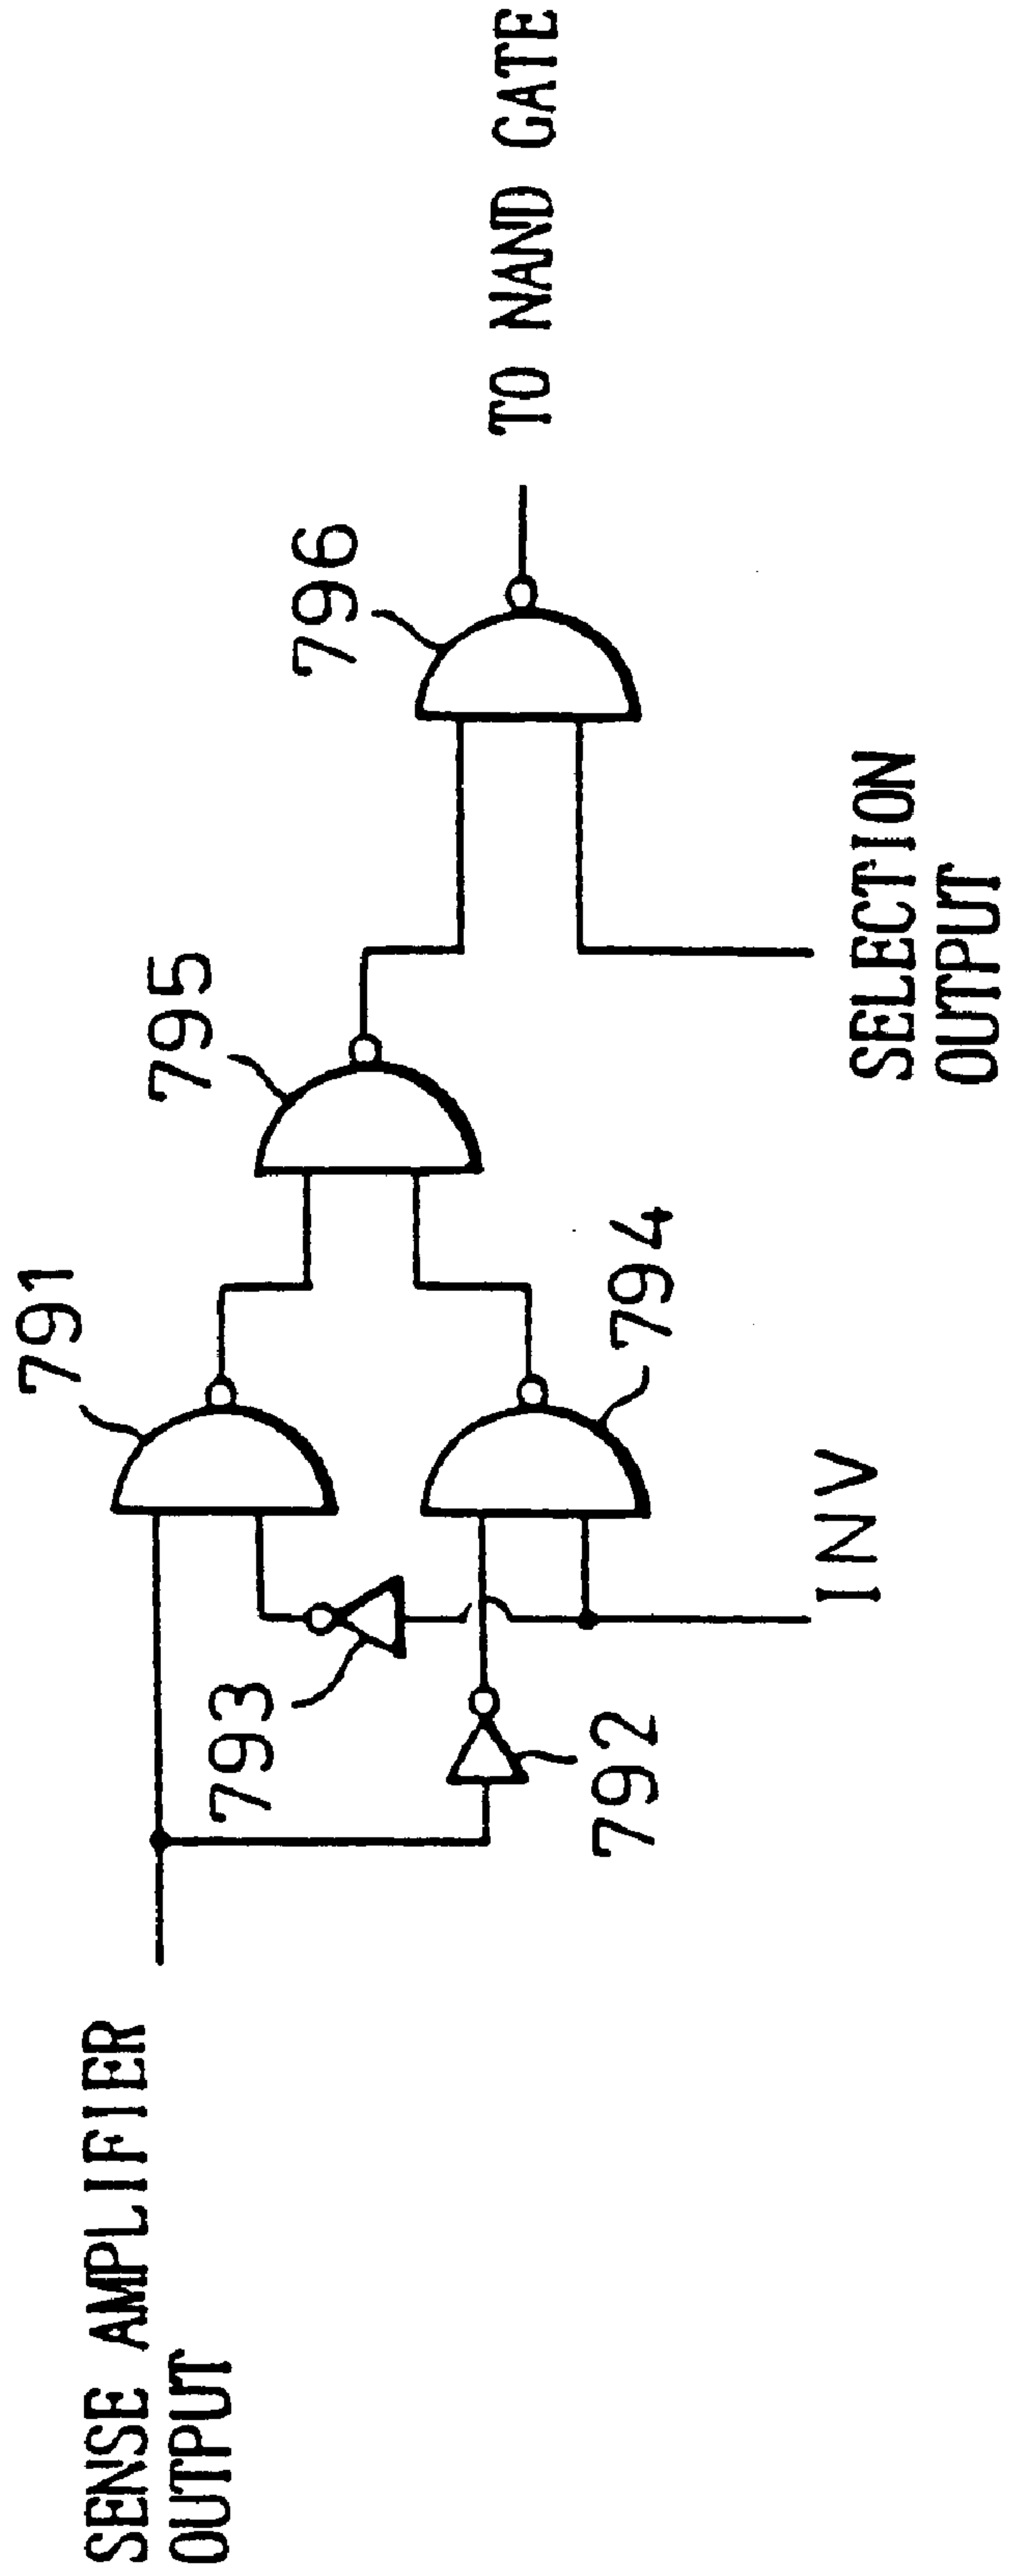 SENSE AMPLIFIER
OUTPUT
791
793
792
INV
794
795
796
SELECTION
OUTPUT
TO NAND GATE